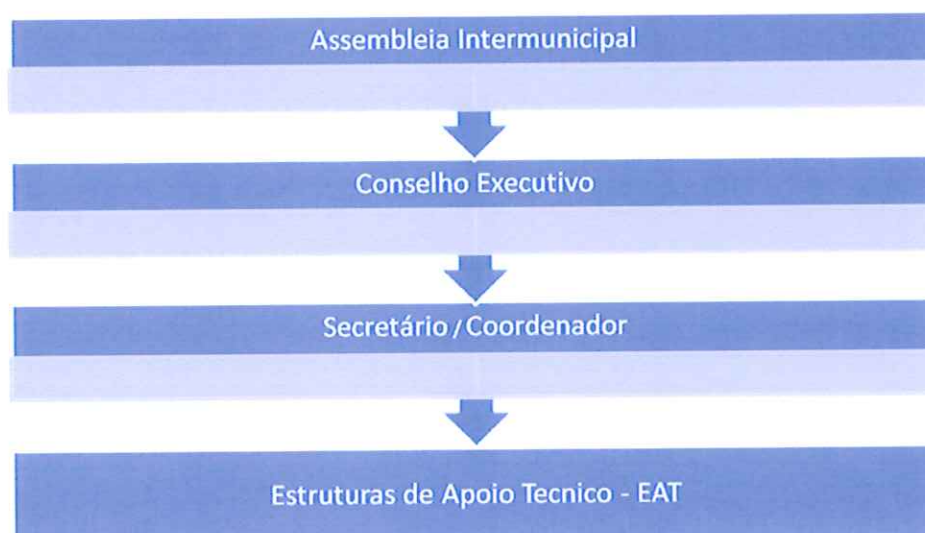 Assembleia Intermunicipal
Conselho Executivo
Secretário / Coordenador
Estruturas de Apoio Tecnico - EAT